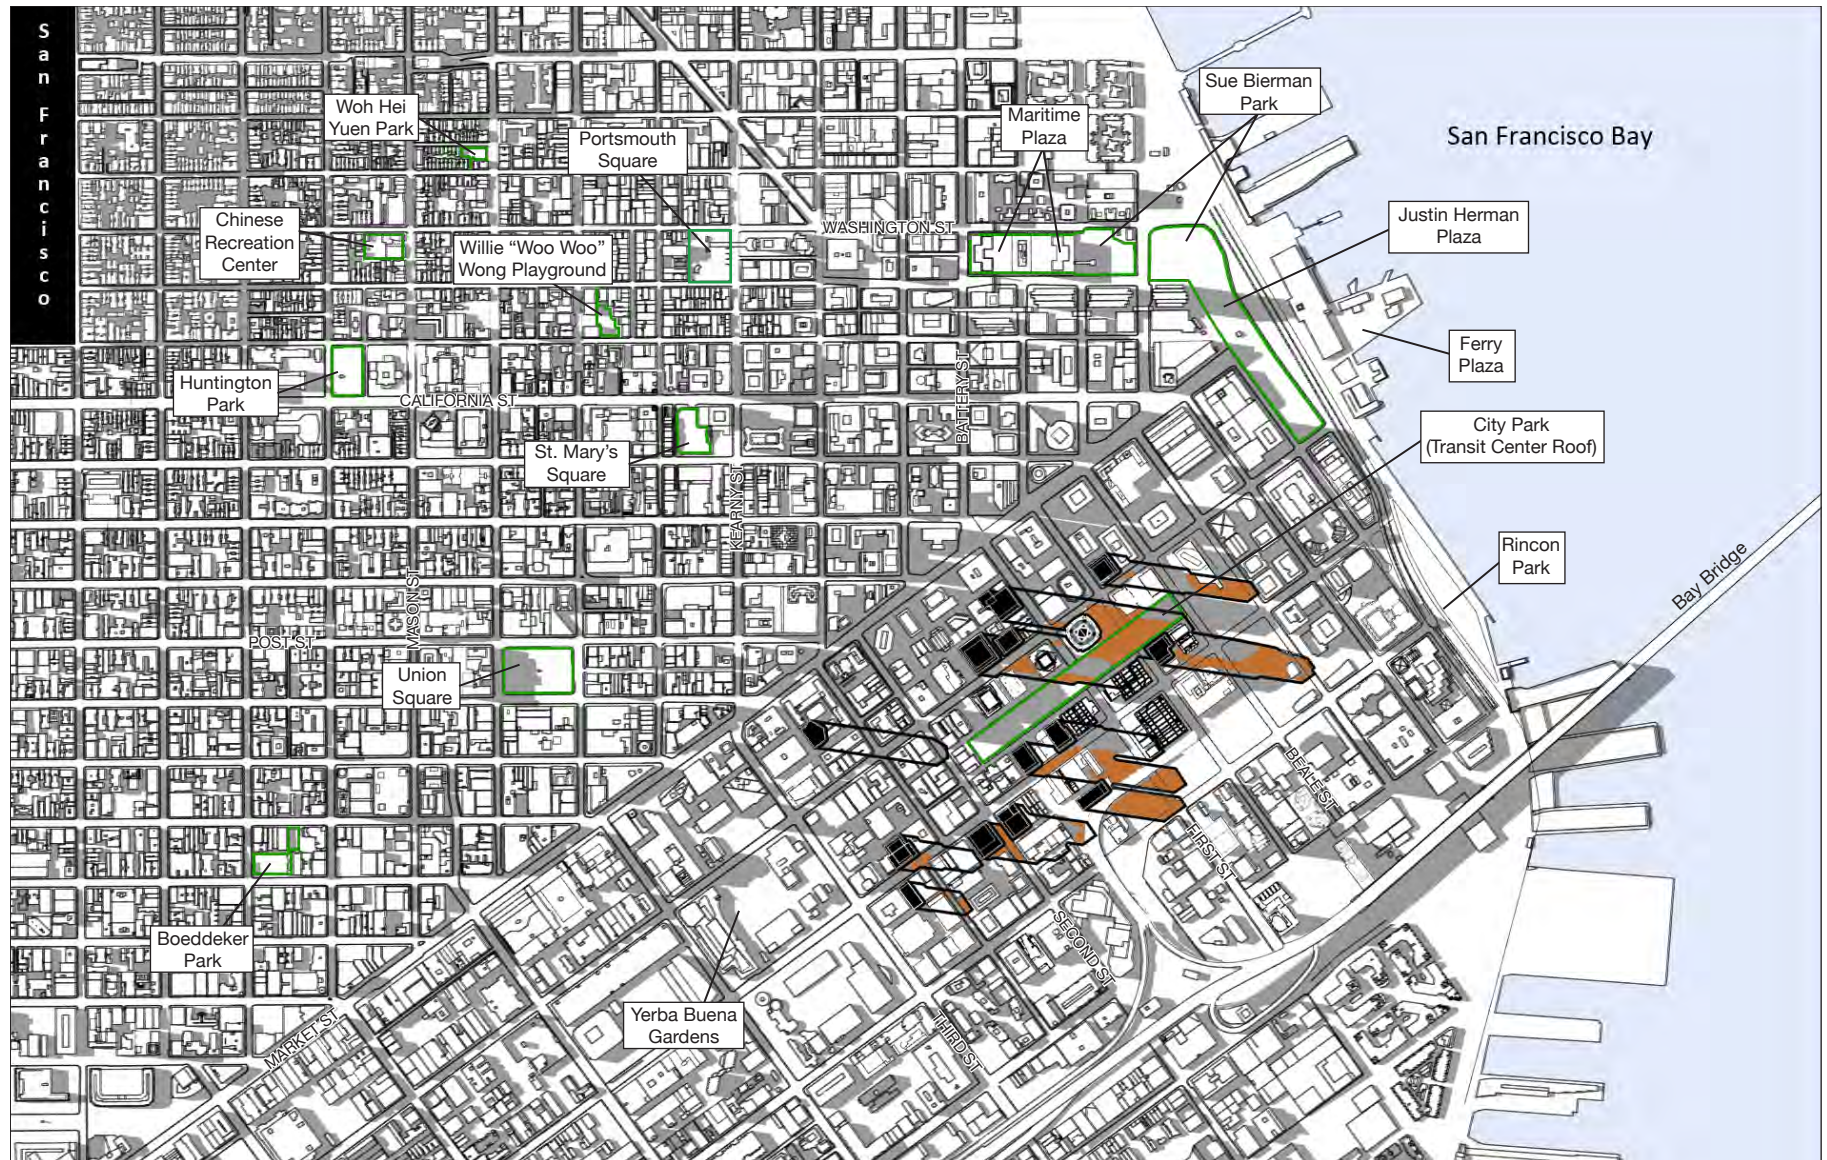 San Francisco
Woh Hei
Yuen Park
Portsmouth
Square
Maritime
Plaza
Sue Bierman
Park
San Francisco Bay
Chinese
Recreation
Center
Willie “Woo Woo”
Wong Playground
WASHINGTON ST
Justin Herman
Plaza
Ferry
Plaza
Huntington
Park
CALIFORNIA ST
BATTERY ST
St. Mary’s
Square
KEARNY ST
City Park
(Transit Center Roof)
Rincon
Park
Bay Bridge
MASON ST
POST ST
Union
Square
BEALE ST
FIRST ST
Boeddeker
Park
SECOND ST
Yerba Buena
Gardens
MARKET ST
THIRD ST